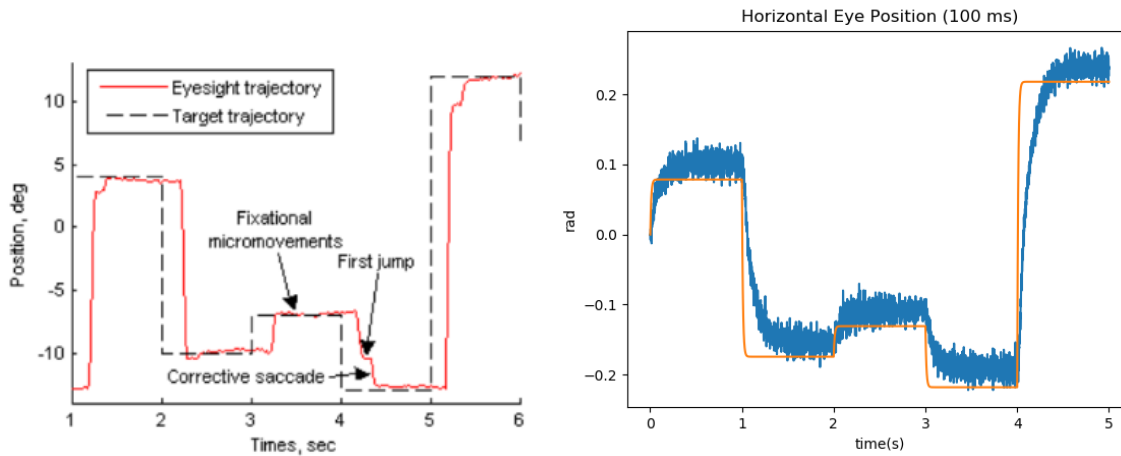 Eyesight trajectory
Target trajectory
Position, deg
10
5
0
-5
-10
Fixational
micromovements
First jump
Corrective saccade
1 2 3 4 5 6
Times, sec
Horizontal Eye Position (100 ms)
rad
0.2
0.1
0.0
-0.1
-0.2
0 1 2 3 4 5
time(s)